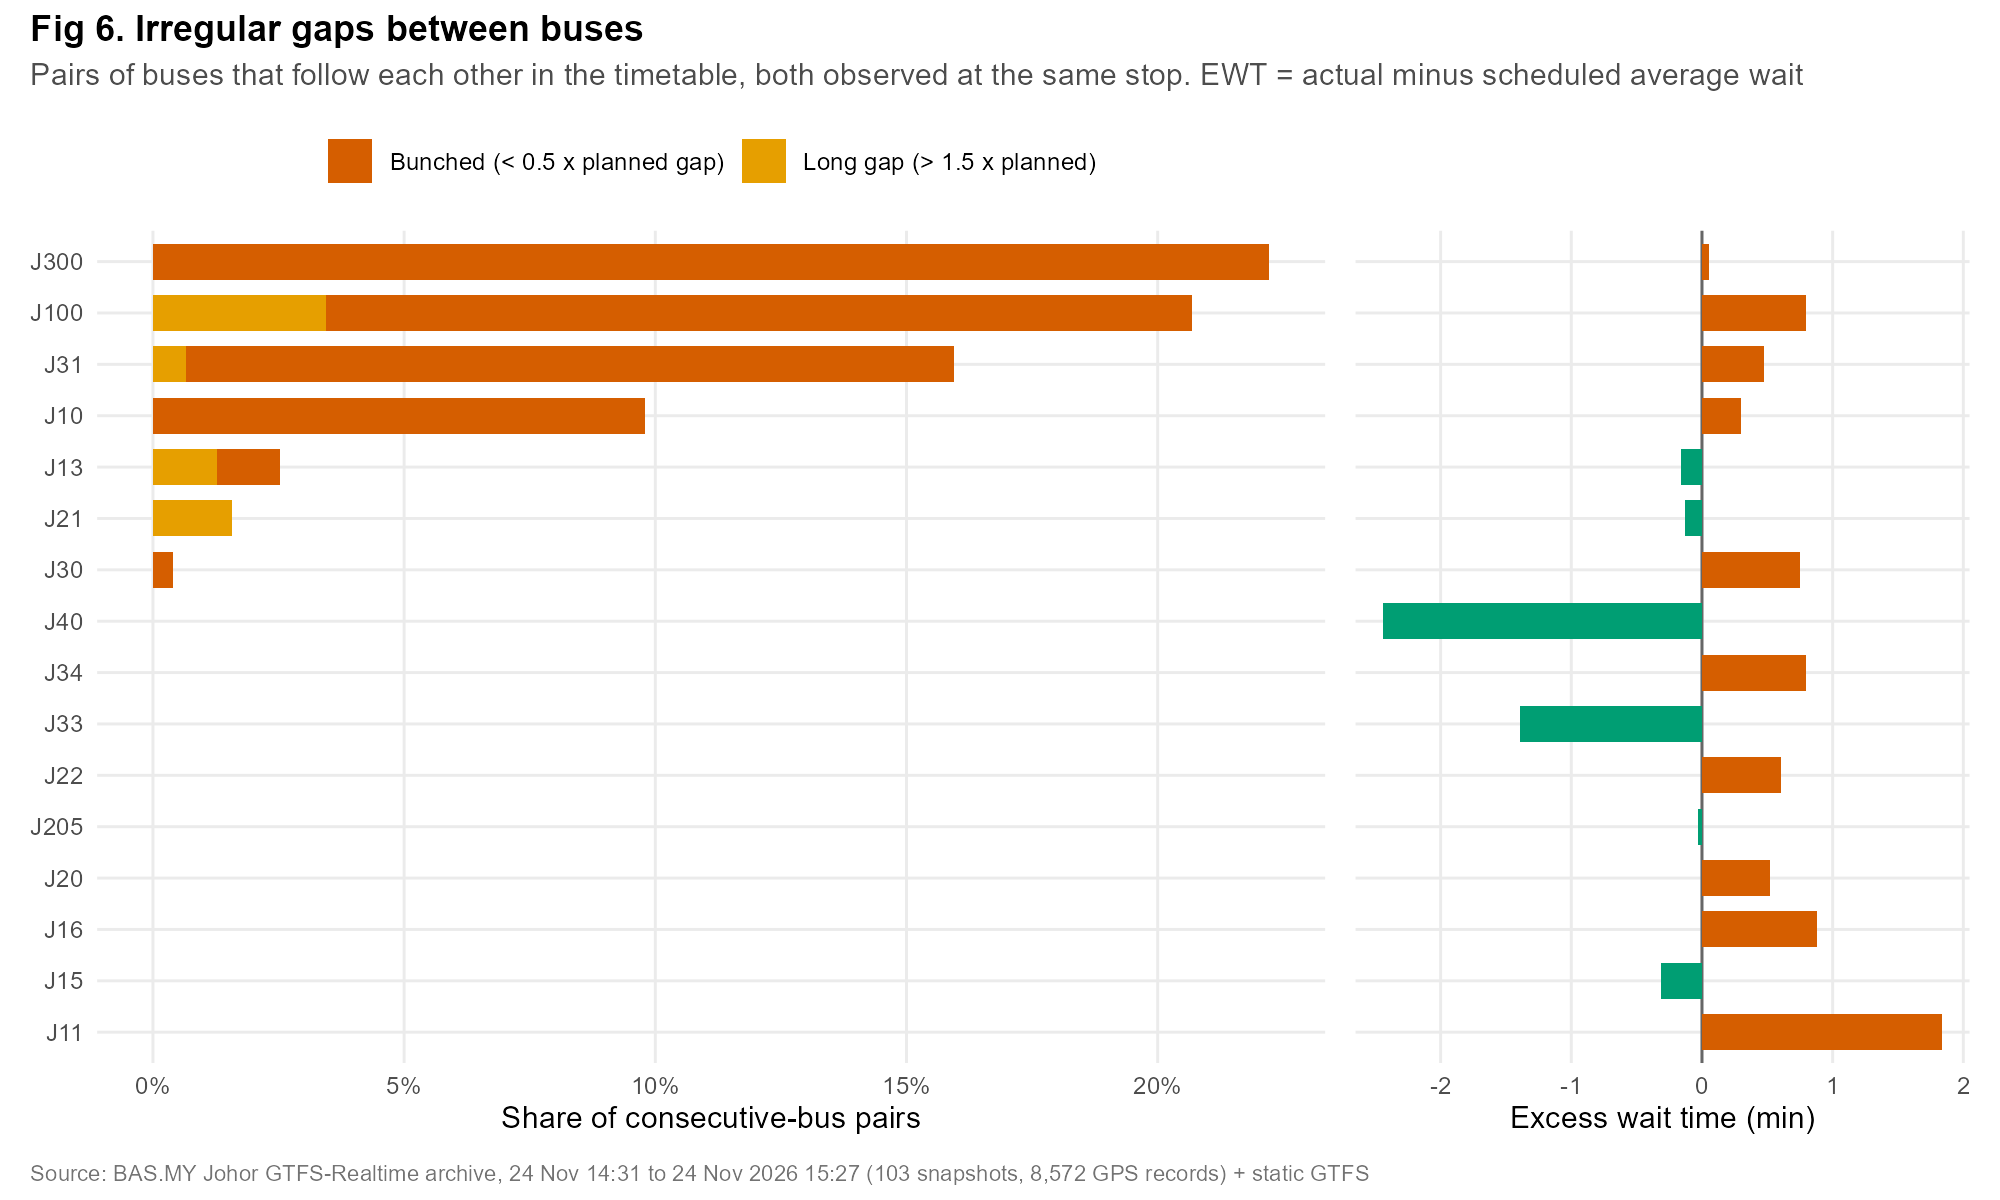 Fig 6. Irregular gaps between buses
Pairs of buses that follow each other in the timetable, both observed at the same stop. EWT = actual minus scheduled average wait
Bunched (< 0.5 x planned gap)
Long gap (> 1.5 x planned)
J300
J100
J31
J10
J13
J21
J30
J40
J34
J33
J22
J205
J20
J16
J15
J11
0% 5% 10% 15% 20%
Share of consecutive-bus pairs
-2 -1 0 1 2
Excess wait time (min)
Source: BAS.MY Johor GTFS-Realtime archive, 24 Nov 14:31 to 24 Nov 2026 15:27 (103 snapshots, 8,572 GPS records) + static GTFS